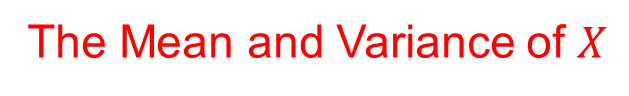 The Mean and Variance of X